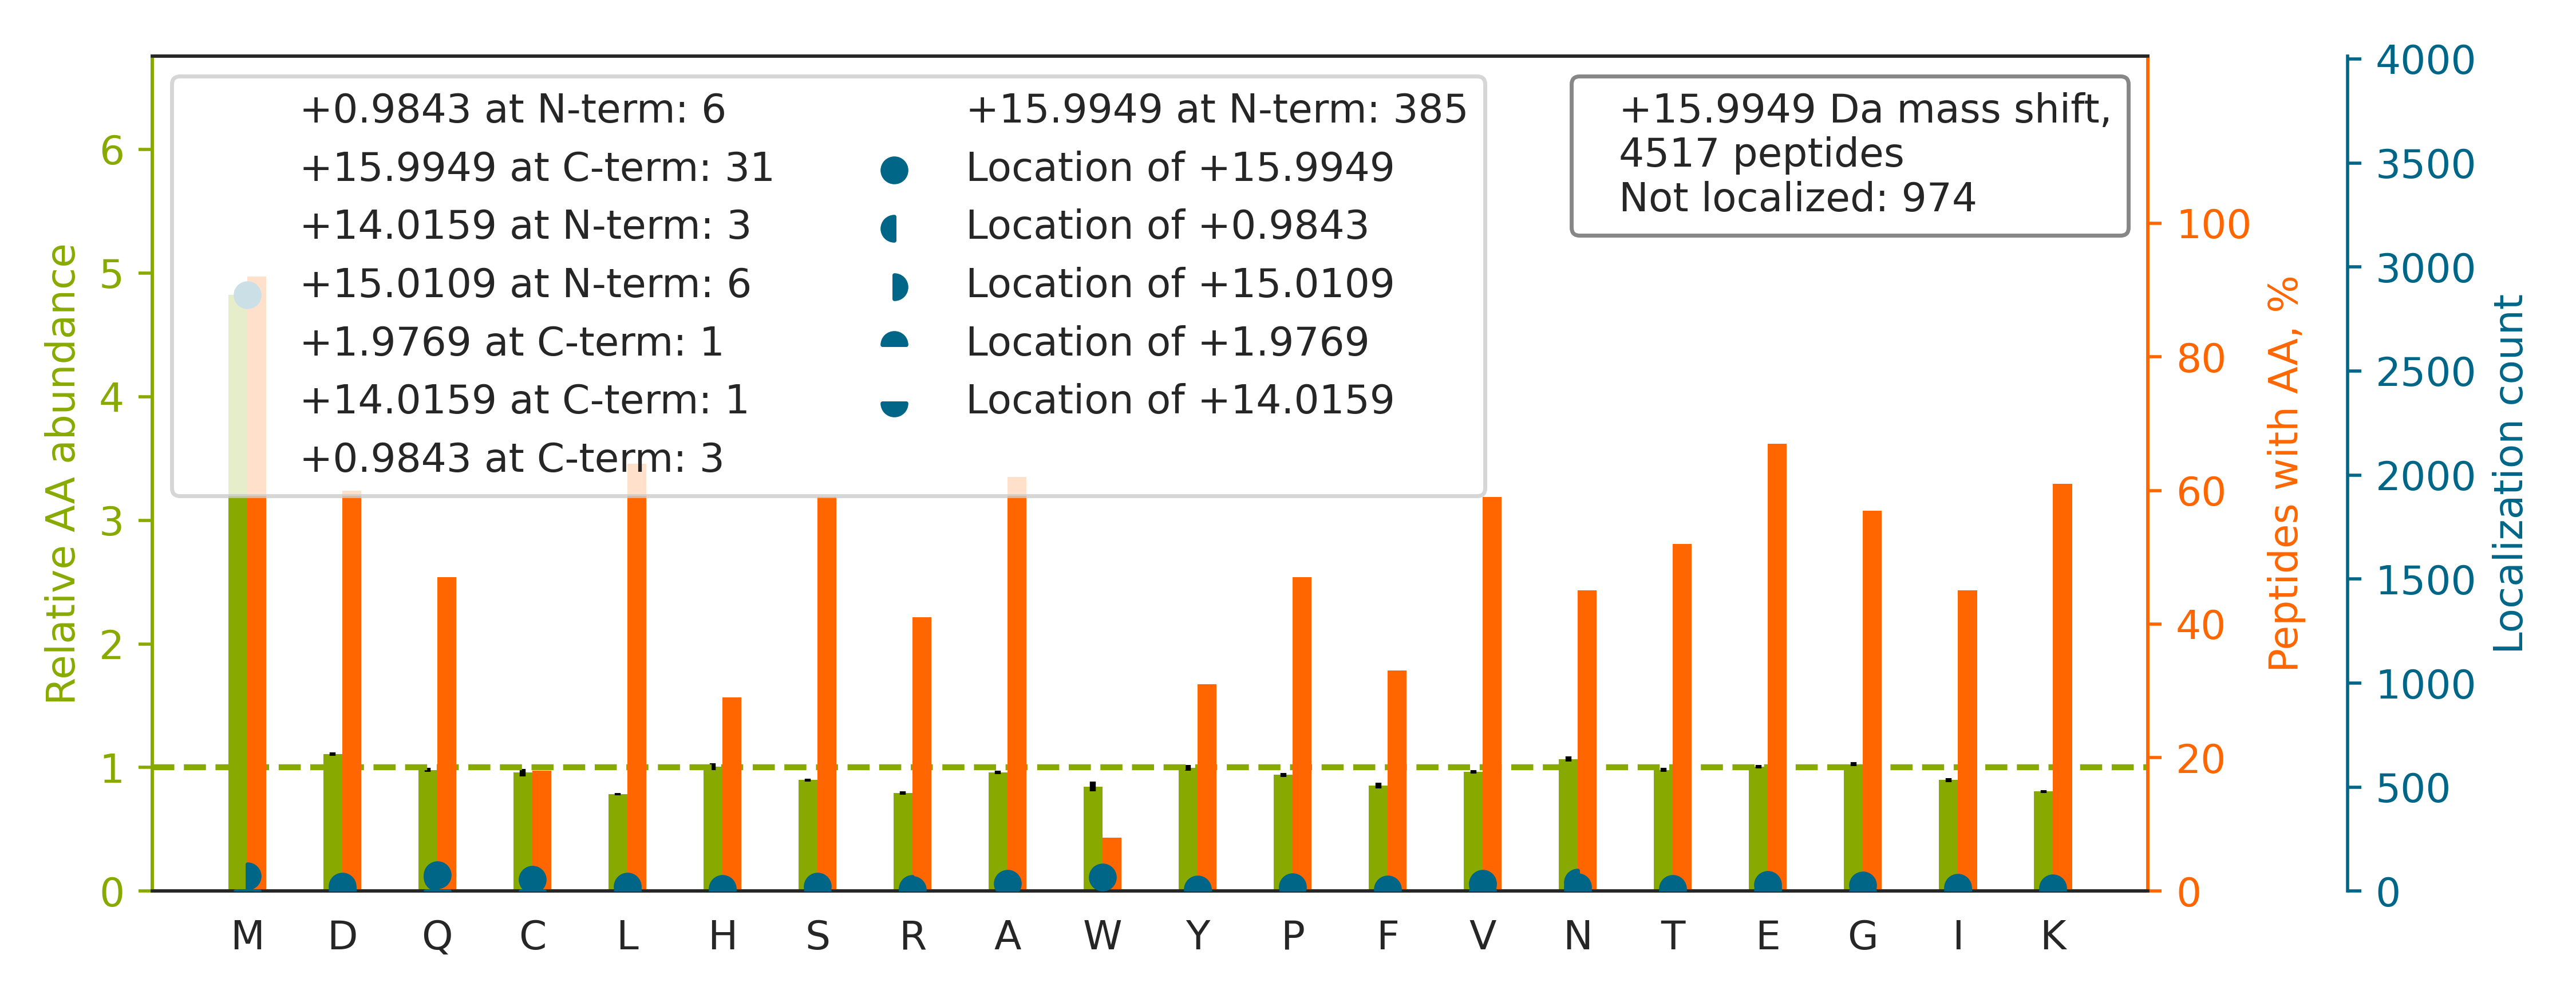 +0.9843 at N-term: 6
+15.9949 at C-term: 31
+14.0159 at N-term: 3
+15.0109 at N-term: 6
+1.9769 at C-term: 1
+14.0159 at C-term: 1
+0.9843 at C-term: 3
+15.9949 at N-term: 385
Location of +15.9949
Location of +0.9843
Location of +15.0109
Location of +1.9769
Location of +14.0159
+15.9949 Da mass shift,
4517 peptides
Not localized: 974
Relative AA abundance
6
5
4
3
2
1
0
M D Q C L H S R A W Y P F V N T E G I K
100
80
60
40
20
0
Peptides with AA, %
4000
3500
3000
2500
2000
1500
1000
500
0
Localization count